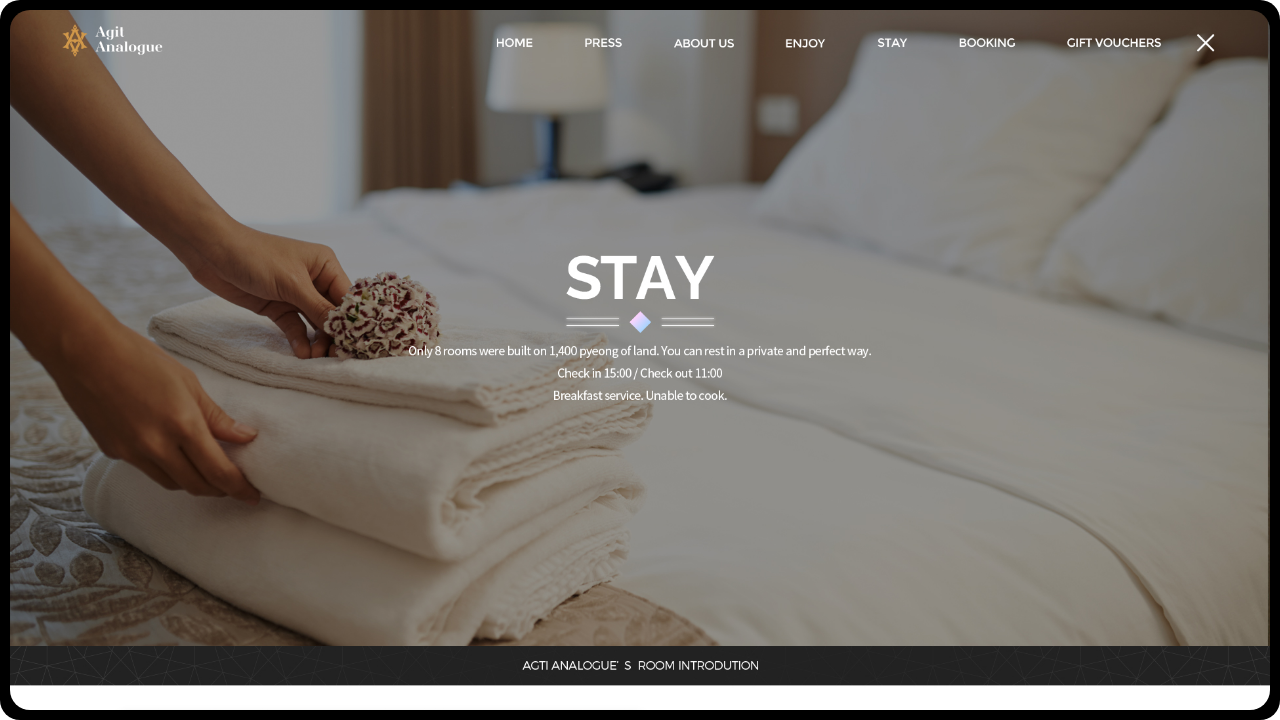 Agit
Analogue
HOME PRESS ABOUT US ENJOY STAY BOOKING GIFT VOUCHERS
STAY
Only 8 rooms were built on 1,400 pyeong of land. You can rest in a private and perfect way.
Check in 15:00 / Check out 11:00
Breakfast service. Unable to cook.
AGTI ANALOGUE' S ROOM INTRODUTION